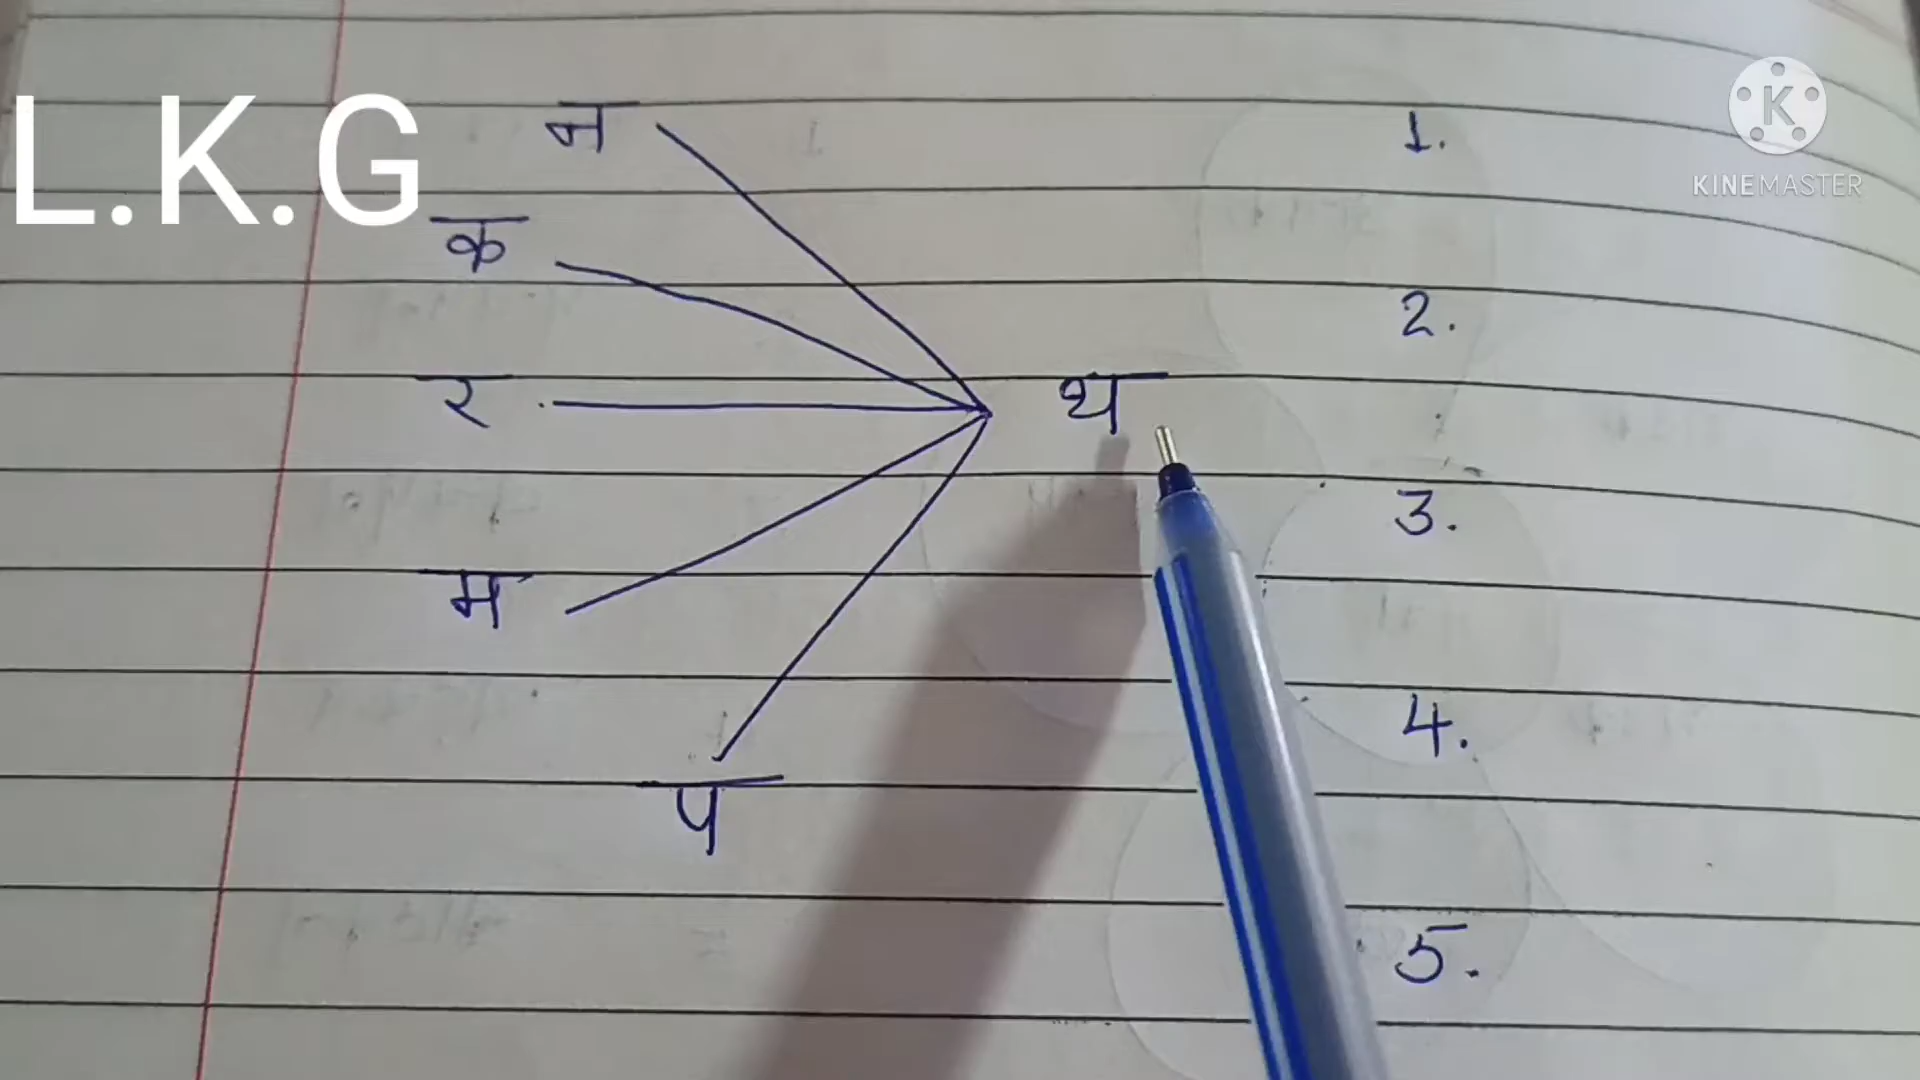 L.K.G
न
1.
KINEMASTER
क
2.
र
थ
3.
म
4.
प
5.